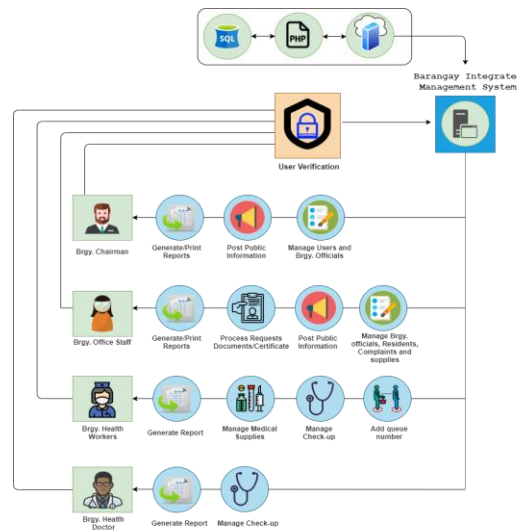 SQL
PHP
Barangay Integrate
Management System
User Verification
Brgy. Chairman
Generate/Print
Reports
Post Public
Information
Manage Users and
Brgy. Officials
Brgy. Office Staff
Generate/Print
Reports
Process Requests
Documents/Certificate
Post Public
Information
Manage Brgy.
officials, Residents,
Complaints and
supplies
Brgy. Health
Workers
Generate Report
Manage Medical
Supplies
Manage
Check-up
Add queue
number
Brgy. Health
Doctor
Generate Report
Manage Check-up